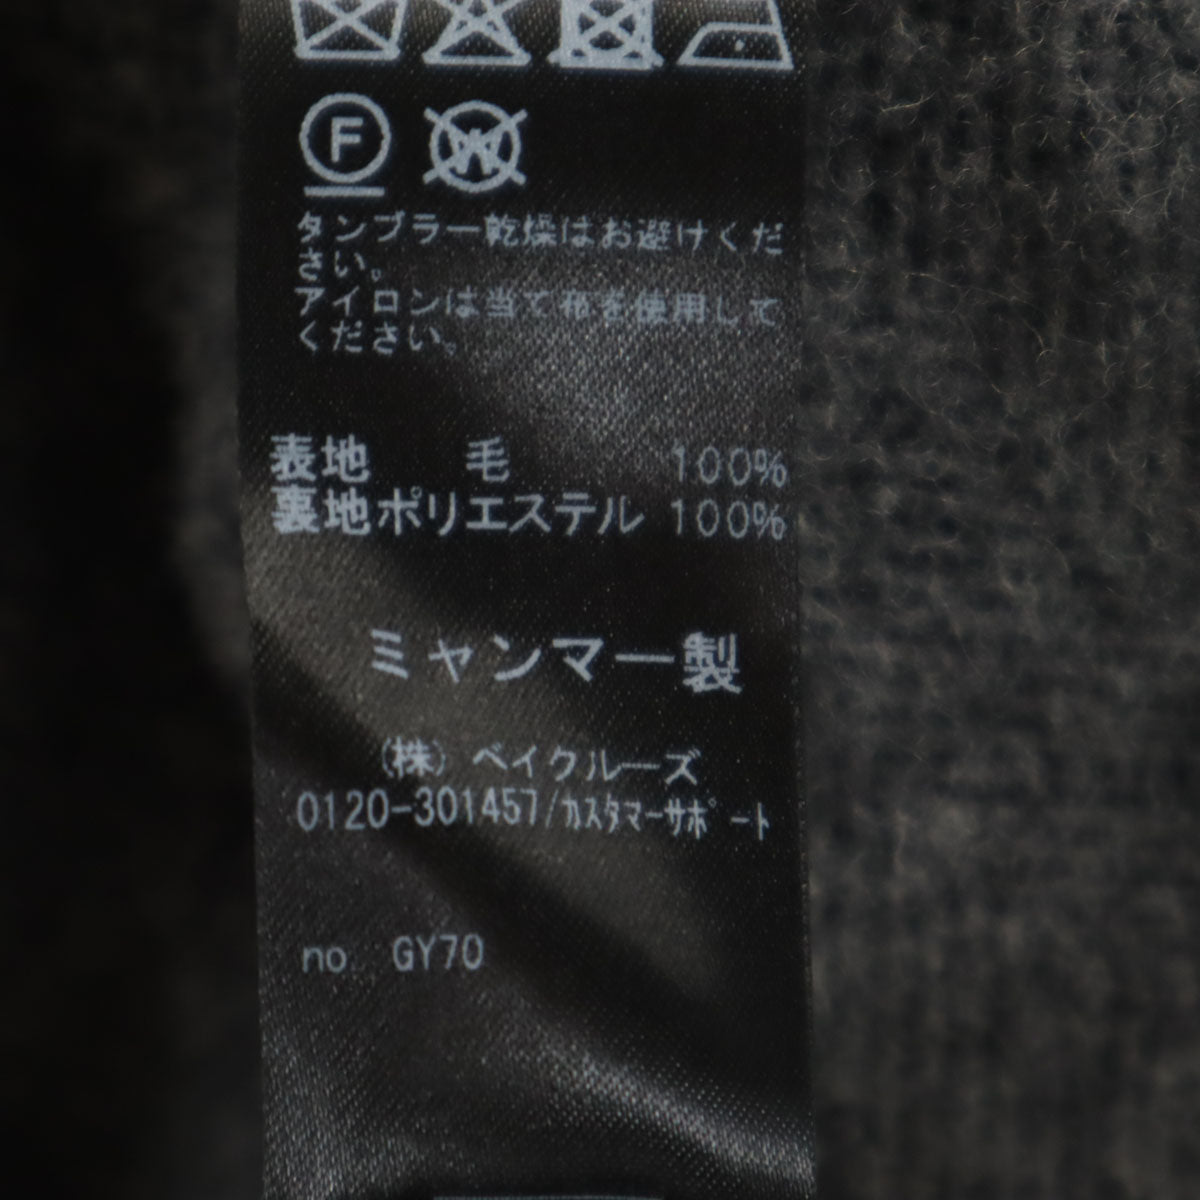 F W
タンブラー乾燥はお避けくだ
さい。
アイロンは当て布を使用して
ください。
表地 毛 100%
裏地ポリエステル 100%
ミャンマー製
(株)ベイクルーズ
0120-301457/カスタマーサポート
no. GY70